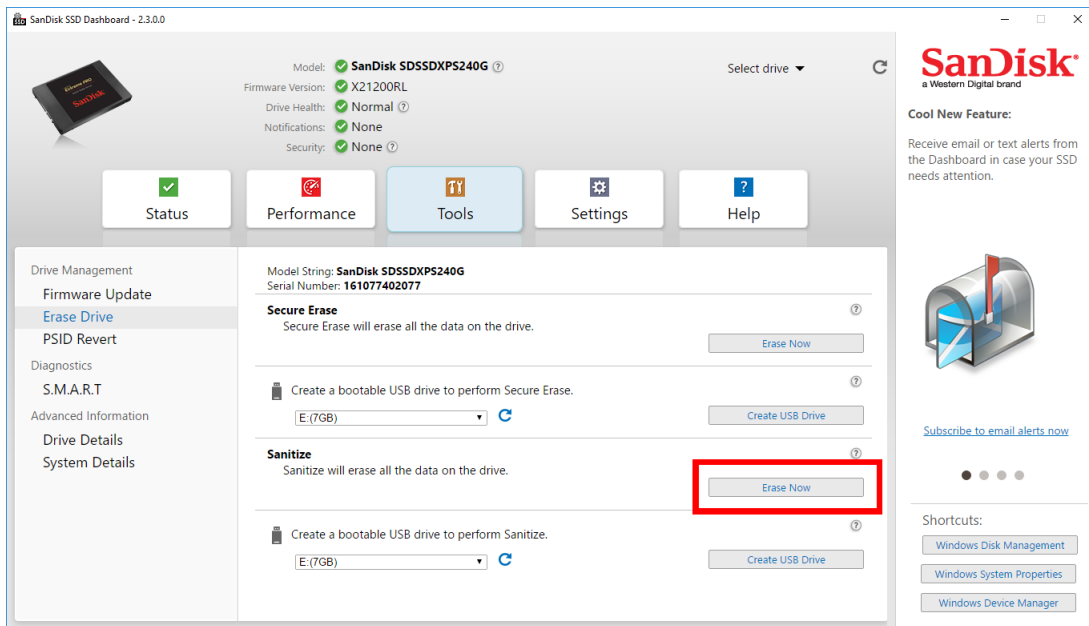 SanDisk SSD Dashboard - 2.3.0.0
Model: SanDisk SDSSDXPS240G
Firmware Version: X21200RL
Drive Health: Normal
Notifications: None
Security: None
Select drive
Extreme PRO
SanDisk
Status
Performance
Tools
Settings
Help
Drive Management
Firmware Update
Erase Drive
PSID Revert
Diagnostics
S.M.A.R.T
Advanced Information
Drive Details
System Details
Model String: SanDisk SDSSDXPS240G
Serial Number: 161077402077
Secure Erase
Secure Erase will erase all the data on the drive.
Erase Now
Create a bootable USB drive to perform Secure Erase.
E:(7GB)
Create USB Drive
Sanitize
Sanitize will erase all the data on the drive.
Erase Now
Create a bootable USB drive to perform Sanitize.
E:(7GB)
Create USB Drive
SanDisk
a Western Digital brand
Cool New Feature:
Receive email or text alerts from
the Dashboard in case your SSD
needs attention.
Subscribe to email alerts now
Shortcuts:
Windows Disk Management
Windows System Properties
Windows Device Manager